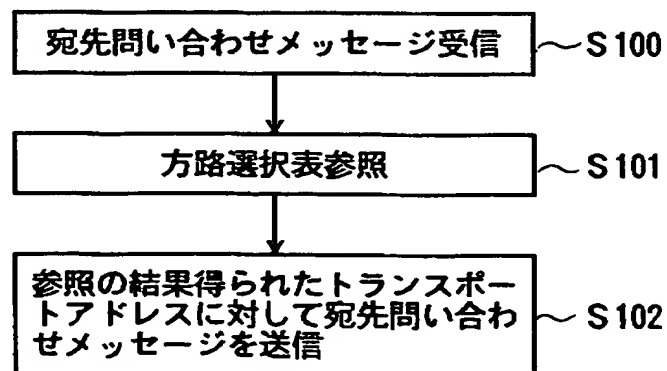 宛先問い合わせメッセージ受信
～S100
方路選択表参照
～S101
参照の結果得られたトランスポー
トアドレスに対して宛先問い合わ
せメッセージを送信
～S102